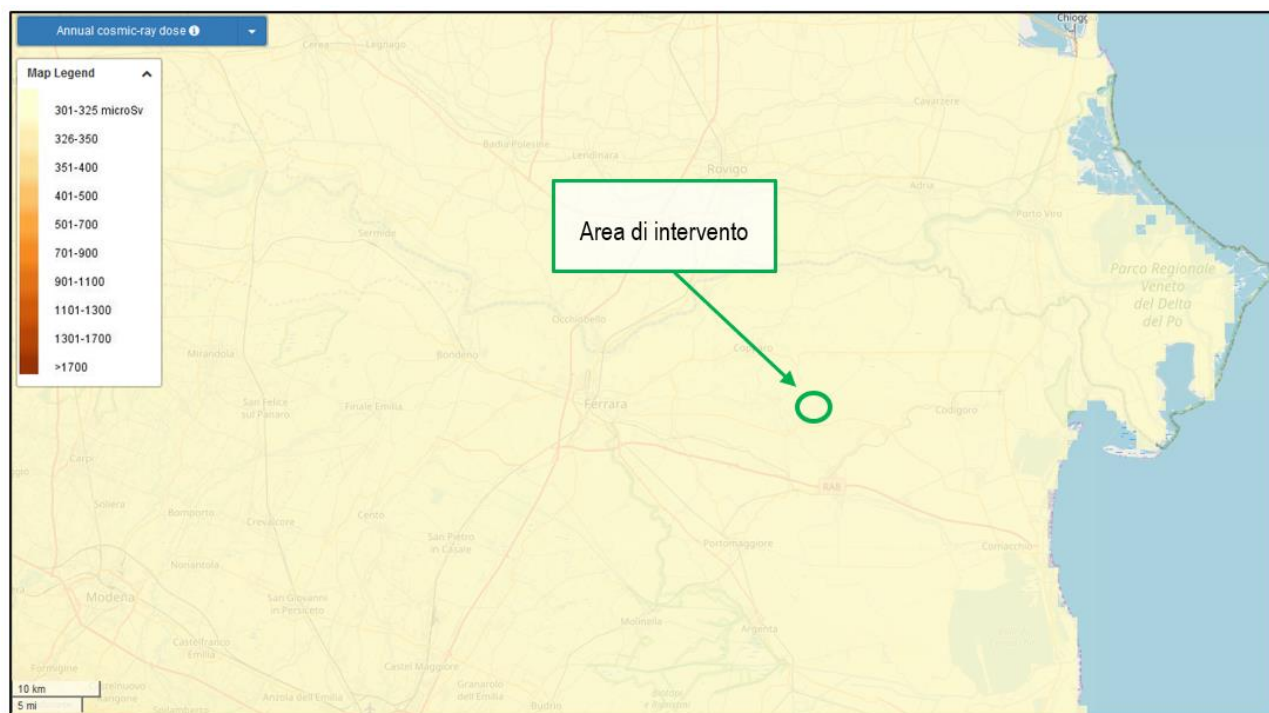 Annual cosmic-ray dose
Chiogg
Map Legend
301-325 microSv
326-350
351-400
401-500
501-700
701-900
901-1100
1101-1300
1301-1700
>1700
Cerea
Legnago
Cavarzere
Badia Polesine
Lendinara
Rovigo
Adria
Porto Viro
Sermide
Area di intervento
Parco Regionale
Veneto
del Delta
del Po
Occhiobello
Mirandola
Bondeno
Copparo
San Felice
sul Panaro
Finale Emilia
Ferrara
Codigoro
Carpi
Soliera
Bomporto
Crevalcore
Cento
San Pietro
in Casale
RA8
Portomaggiore
Comacchio
Nonantola
Modena
San Giovanni
in Persiceto
Molinella
Argenta
Castelfranco
Emilia
Formigine
Castel Maggiore
Granarolo
dell'Emilia
Anzola dell'Emilia
Budrio
10 km
5 mi